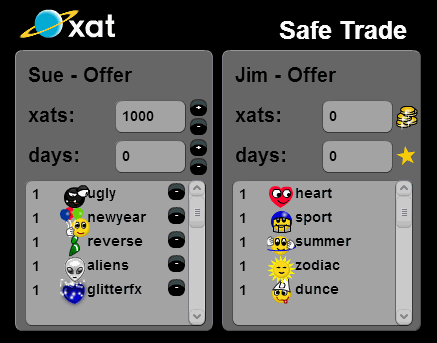 xat
Safe Trade
Sue - Offer
xats: 1000
days: 0
1 ugly
1 newyear
1 reverse
1 aliens
1 glitterfx
Jim - Offer
xats: 0
days: 0
1 heart
1 sport
1 summer
1 zodiac
1 dunce